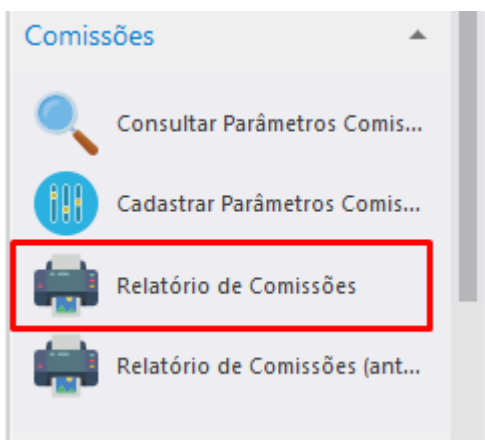 Comissões
Consultar Parâmetros Comis...
Cadastrar Parâmetros Comis...
Relatório de Comissões
Relatório de Comissões (ant...